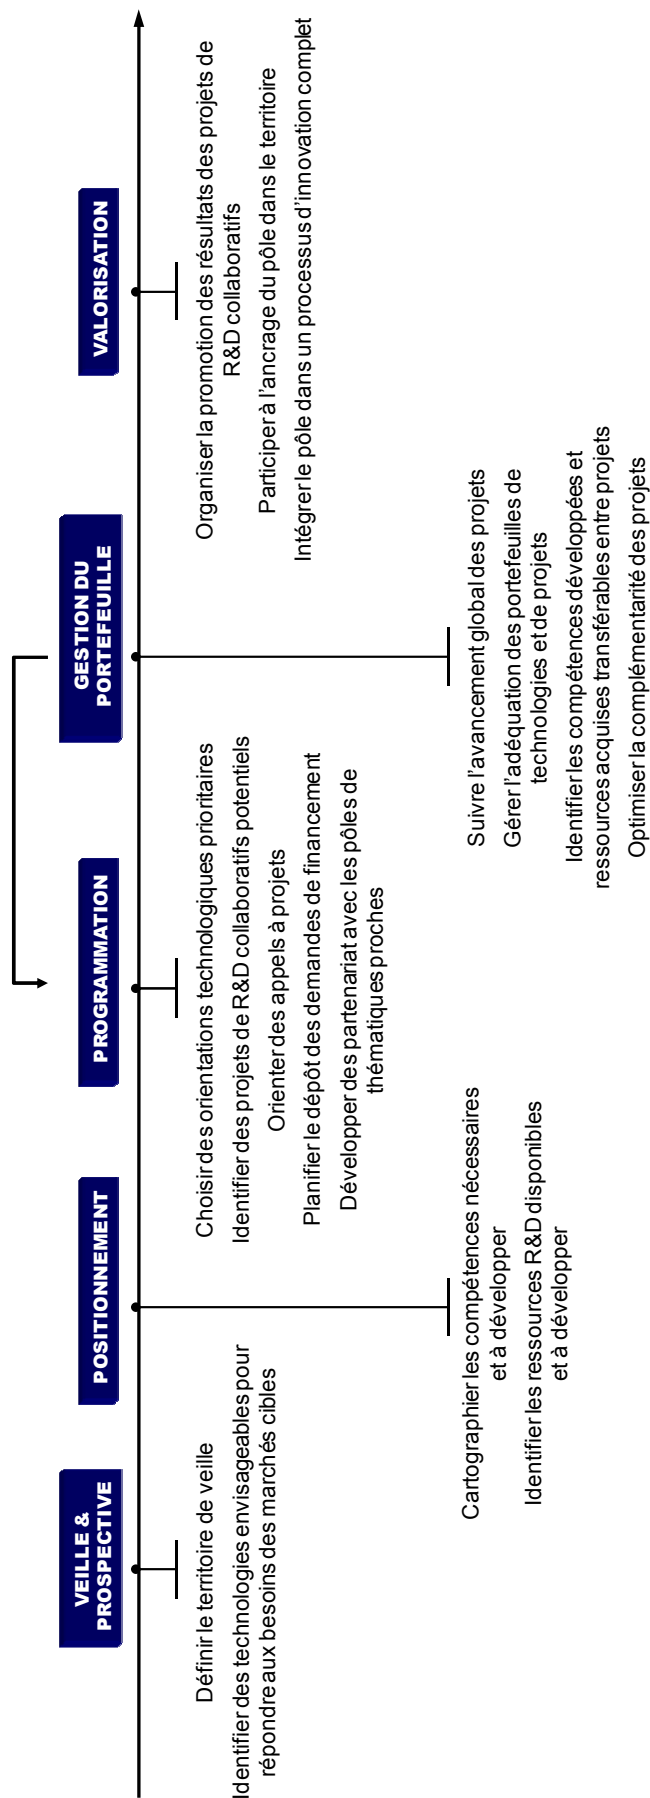 VEILLE &
PROSPECTIVE
Définir le territoire de veille
Identifier des technologies envisageables pour
répondre aux besoins des marchés cibles
POSITIONNEMENT
Cartographier les compétences nécessaires
et à développer
Identifier les ressources R&D disponibles
et à développer
PROGRAMMATION
Choisir des orientations technologiques prioritaires
Identifier des projets de R&D collaboratifs potentiels
Orienter des appels à projets
Planifier le dépôt des demandes de financement
Développer des partenariat avec les pôles de
thématiques proches
GESTION DU
PORTEFEUILLE
Suivre l’avancement global des projets
Gérer l’adéquation des portefeuilles de
technologies et de projets
Identifier les compétences développées et
ressources acquises transférables entre projets
Optimiser la complémentarité des projets
VALORISATION
Organiser la promotion des résultats des projets de
R&D collaboratifs
Participer à l’ancrage du pôle dans le territoire
Intégrer le pôle dans un processus d’innovation complet